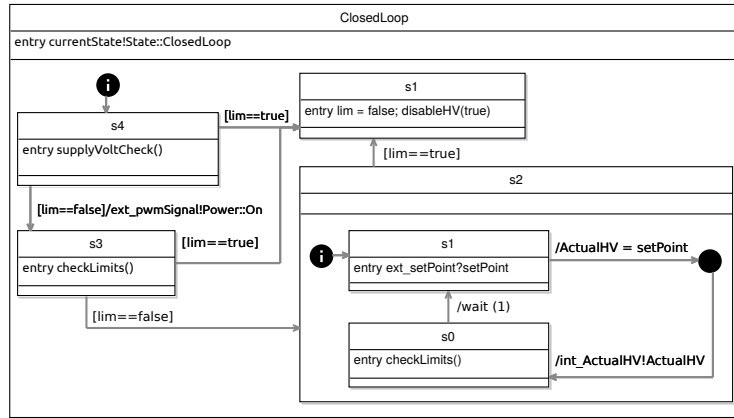 ClosedLoop
entry currentState!State::ClosedLoop
i
s1
entry lim = false; disableHV(true)
[lim==true]
s4
entry supplyVoltCheck()
[lim==true]
s2
[lim==false]/ext_pwmSignal!Power::On
s3
entry checkLimits()
[lim==true]
[lim==false]
i
s1
entry ext_setPoint?setPoint
/ActualHV = setPoint
/wait (1)
s0
entry checkLimits()
/int_ActualHV!ActualHV